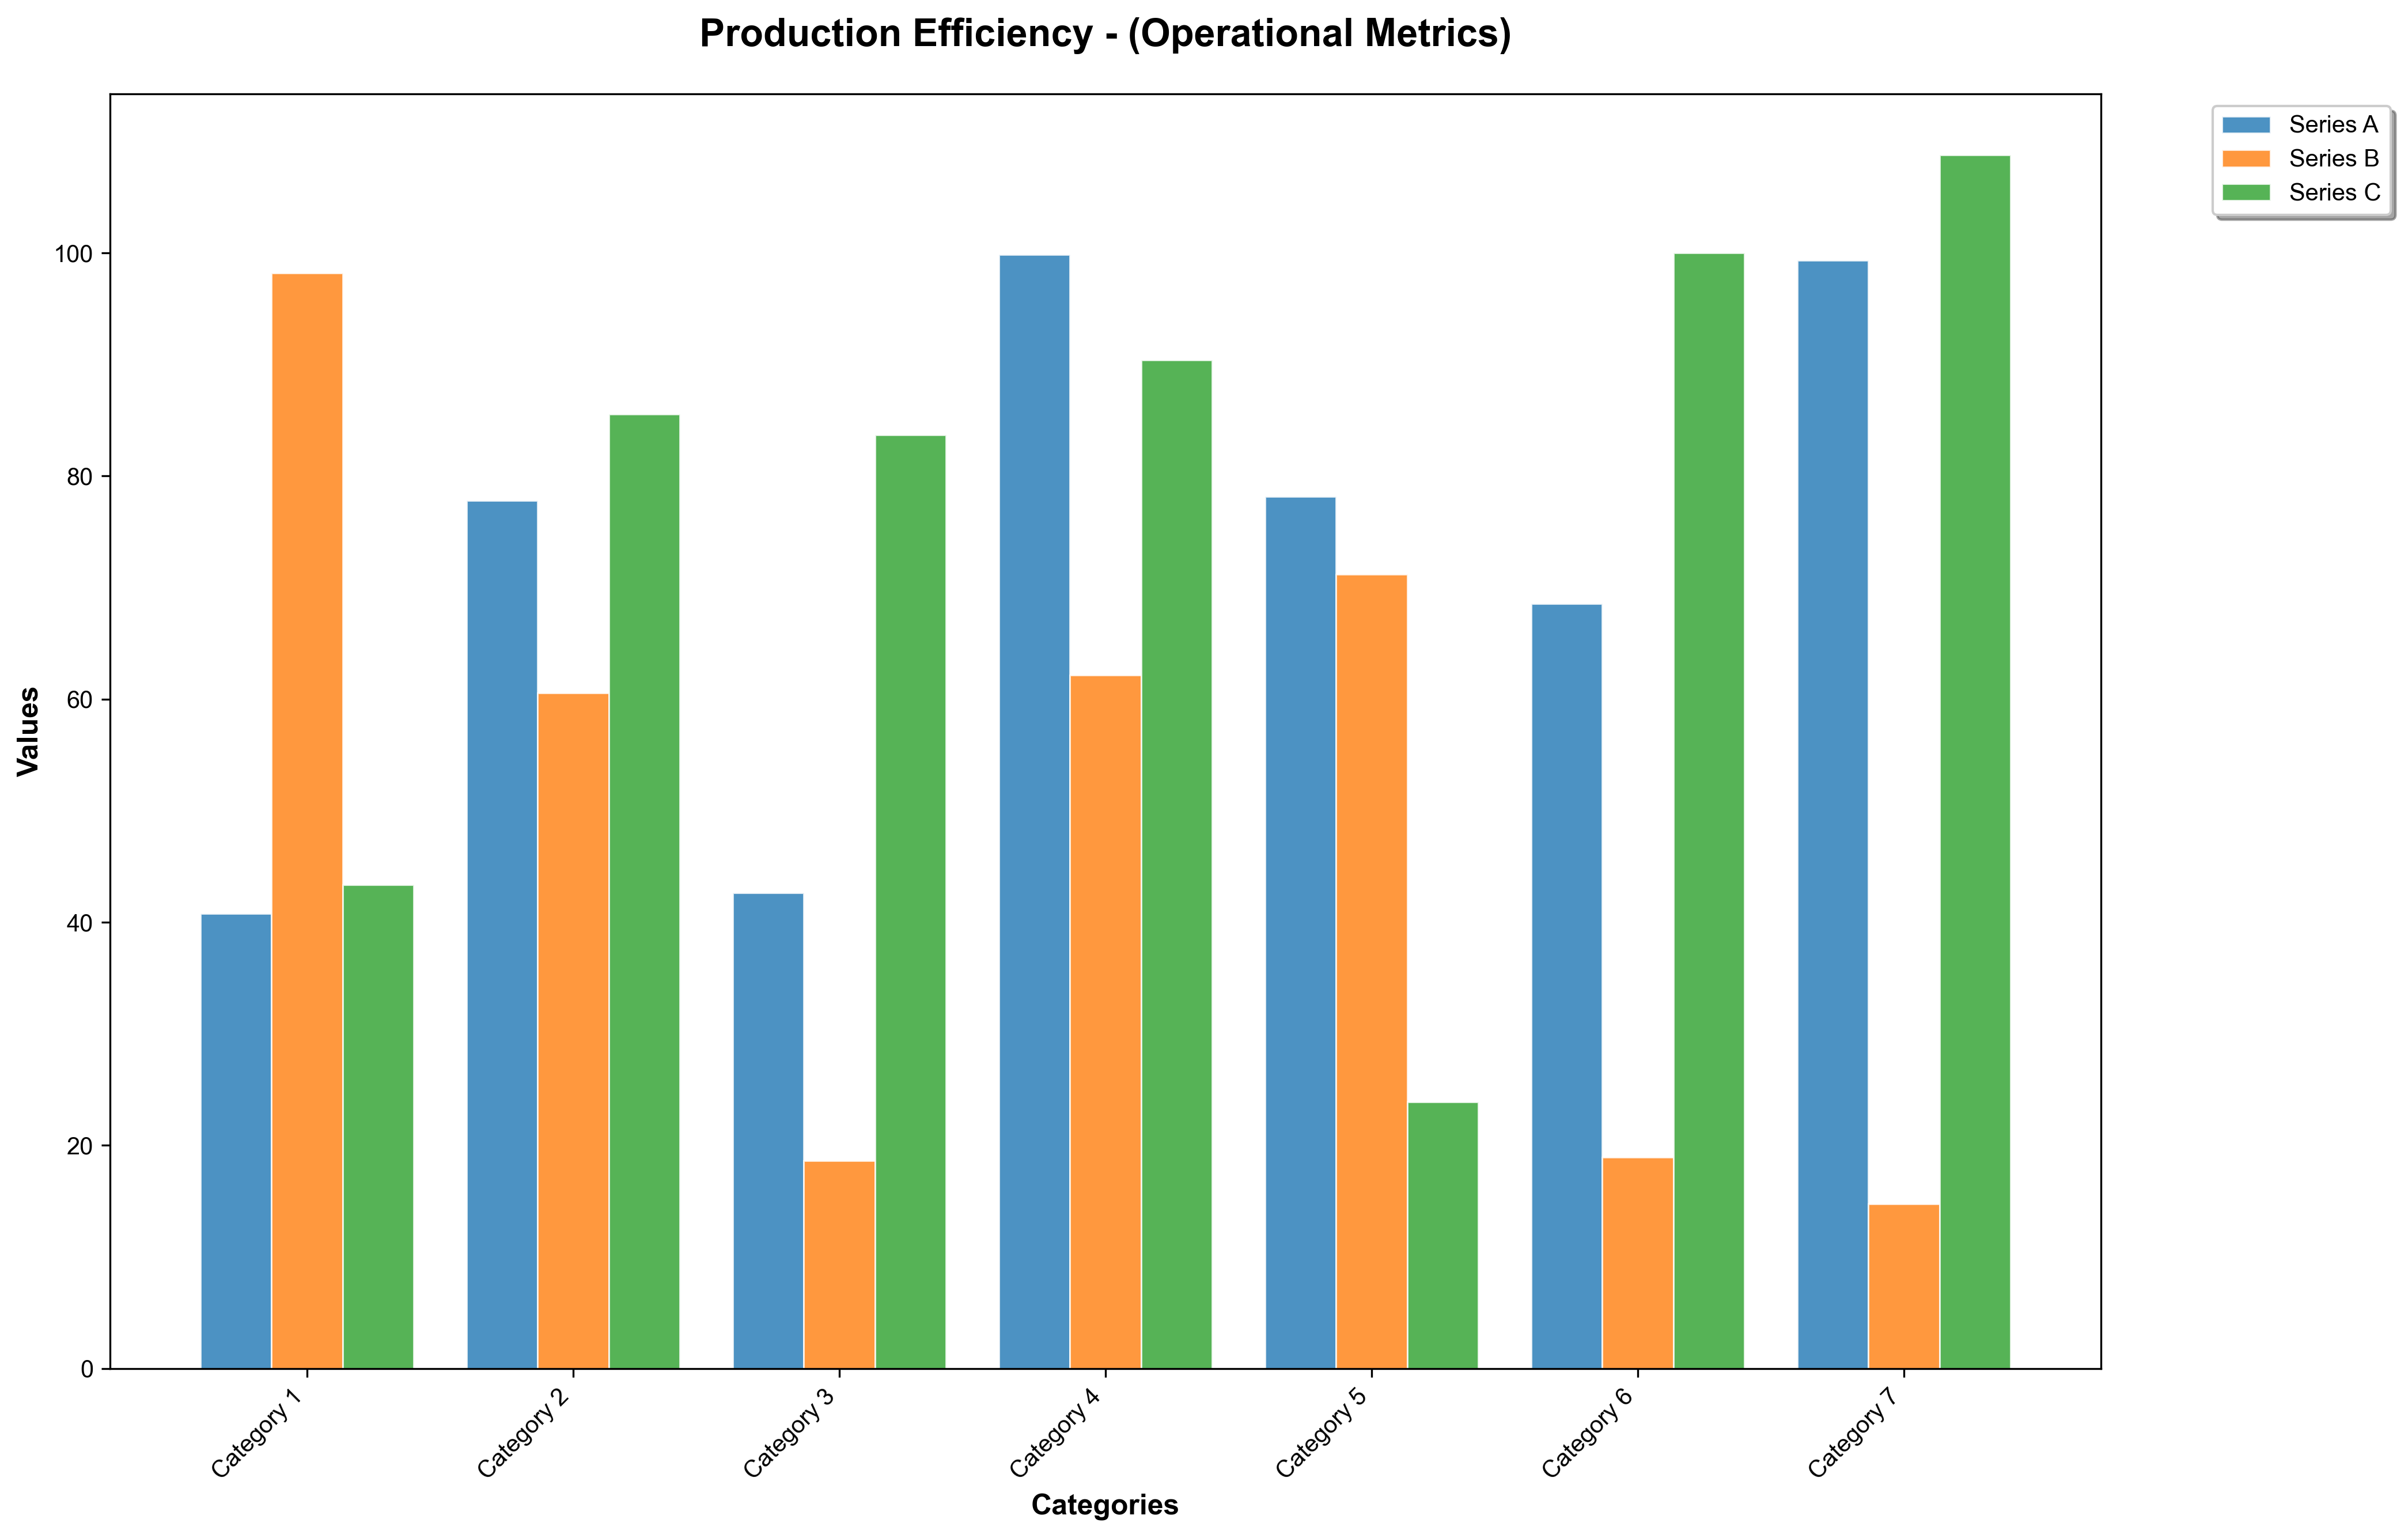 Production Efficiency - (Operational Metrics)
Series A
Series B
Series C
Values
100
80
60
40
20
0
Category 1
Category 2
Category 3
Category 4
Category 5
Category 6
Category 7
Categories